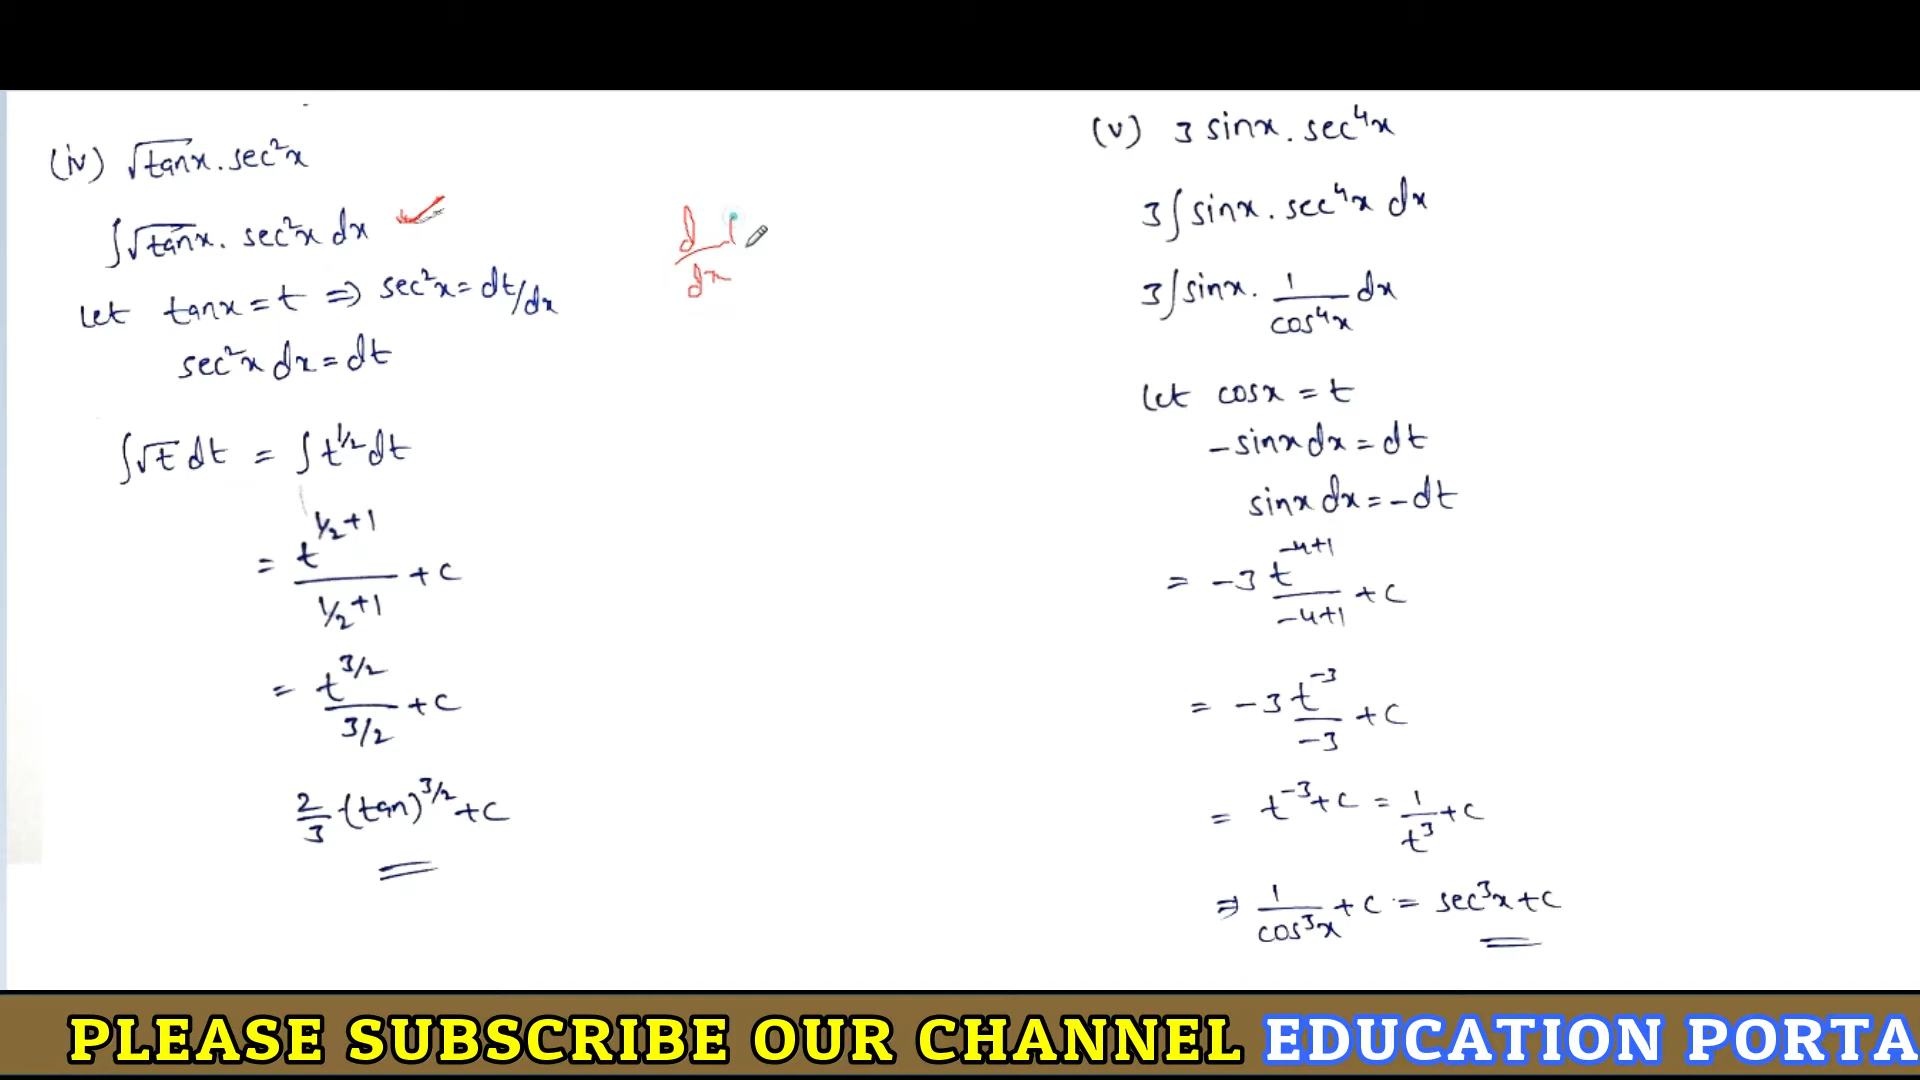 (iv) √tanx . sec²x
∫√tanx . sec²x dx
Let tanx = t ⇒ sec²x = dt/dx
sec²x dx = dt
∫√t dt = ∫ t^1/2 dt
= t^(1/2+1) / (1/2+1) + c
= t^3/2 / 3/2 + c
2/3 (tan)^3/2 + c
d/dx
(v) 3 sinx . sec⁴x
3∫sinx . sec⁴x dx
3∫sinx . 1/cos⁴x dx
Let cosx = t
-sinx dx = dt
sinx dx = -dt
= -3 t^(-4+1) / (-4+1) + c
= -3 t^-3 / -3 + c
= t^-3 + c = 1/t³ + c
⇒ 1/cos³x + c = sec³x + c
PLEASE SUBSCRIBE OUR CHANNEL EDUCATION PORTA